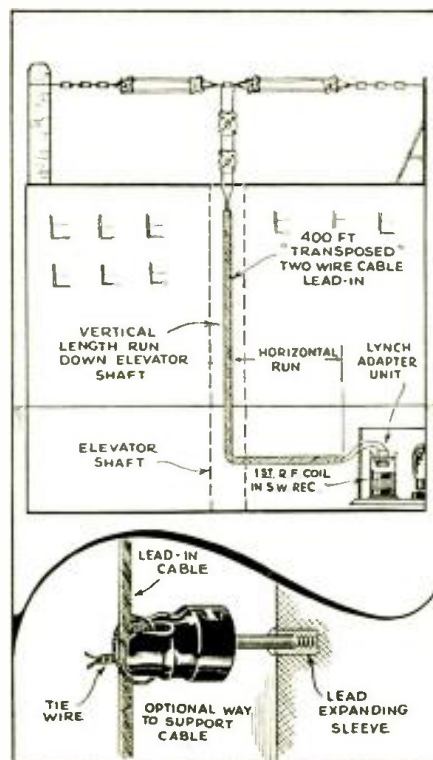 400 FT
"TRANSPOSED"
TWO WIRE CABLE
LEAD-IN
VERTICAL
LENGTH RUN
DOWN ELEVATOR
SHAFT
HORIZONTAL
RUN
LYNCH
ADAPTER
UNIT
ELEVATOR
SHAFT
1ST. R F COIL
IN S W REC
LEAD-IN
CABLE
TIE
WIRE
OPTIONAL WAY
TO SUPPORT
CABLE
LEAD
EXPANDING
SLEEVE